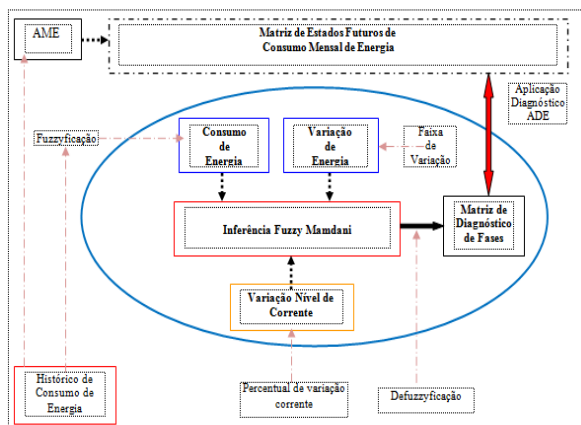 AME
Matriz de Estados Futuros de
Consumo Mensal de Energia
Aplicação
Diagnóstico
ADE
Fuzzyficação
Consumo
de
Energia
Variação
de
Energia
Faixa
de
Variação
Inferência Fuzzy Mamdani
Matriz de
Diagnóstico
de Fases
Variação Nível de
Corrente
Histórico de
Consumo de
Energia
Percentual de variação
corrente
Defuzzyficação